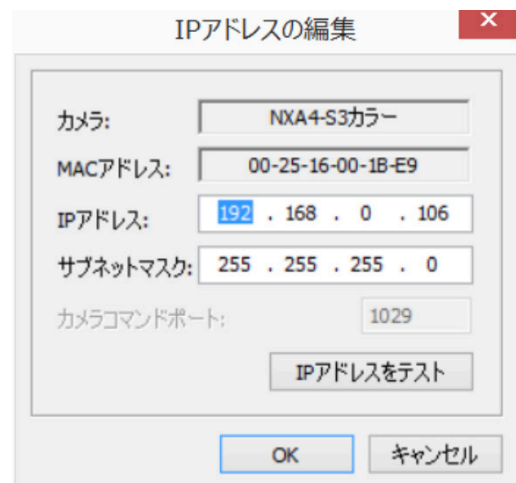 IPアドレスの編集
カメラ: NXA4-S3カラー
MACアドレス: 00-25-16-00-1B-E9
IPアドレス: 192 . 168 . 0 . 106
サブネットマスク: 255 . 255 . 255 . 0
カメラコマンドポート: 1029
IPアドレスをテスト
OK キャンセル